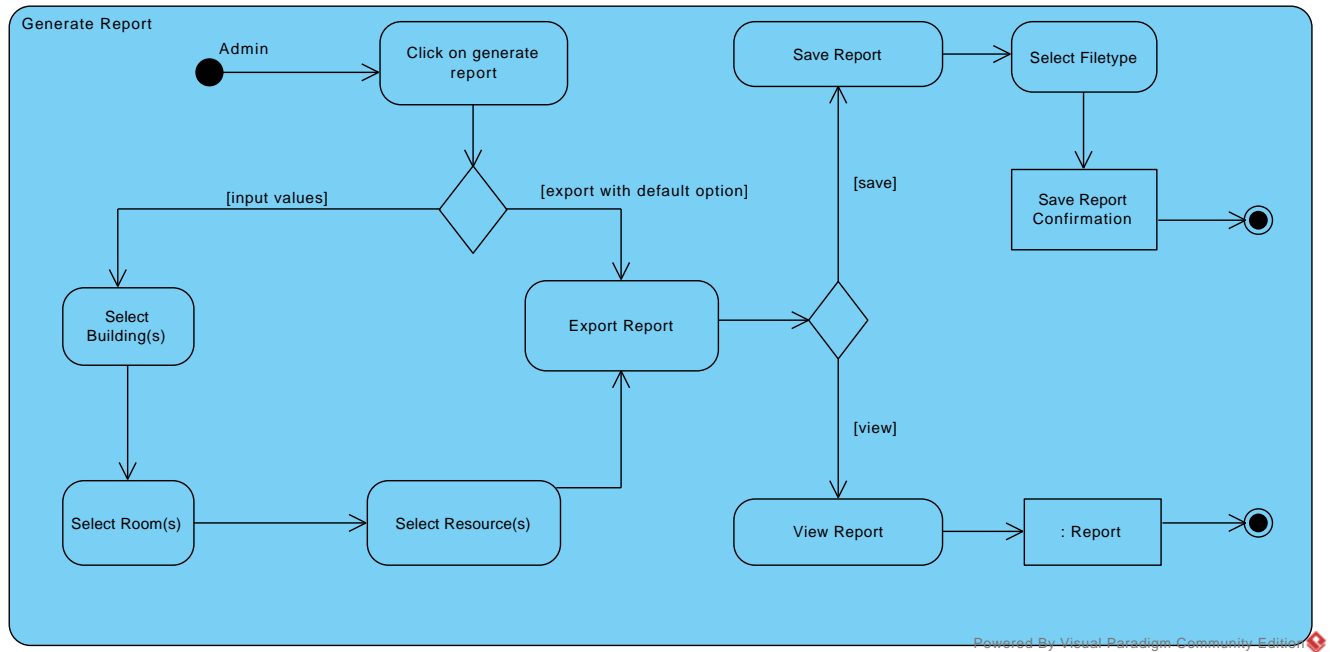 Generate Report
Admin
Click on generate
report
[input values]
[export with default option]
Select
Building(s)
Select Room(s)
Select Resource(s)
Export Report
[save]
[view]
Save Report
Select Filetype
Save Report
Confirmation
View Report
: Report
Powered By Visual Paradigm Community Edition